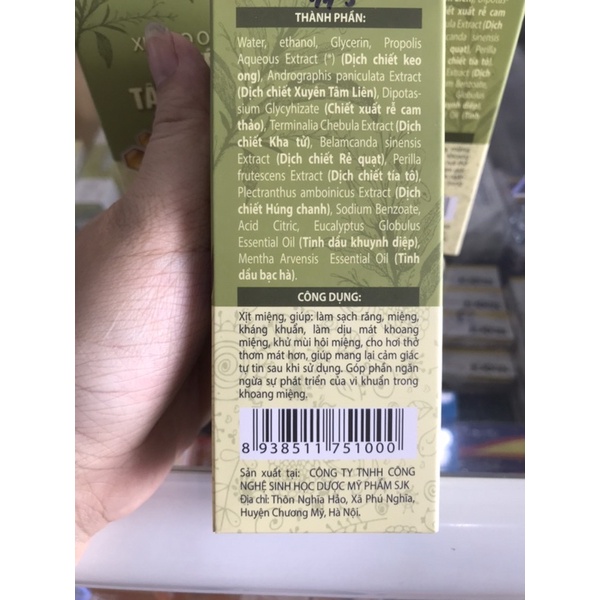 THÀNH PHẦN:
Water, ethanol, Glycerin, Propolis
Aqueous Extract (*) (Dịch chiết keo
ong), Andrographis paniculata Extract
(Dịch chiết Xuyên Tâm Liên), Dipotas-
sium Glycyhizate (Chiết xuất rễ cam
thảo), Terminalia Chebula Extract (Dịch
chiết Kha tử), Belamcanda sinensis
Extract (Dịch chiết Rẻ quạt), Perilla
frutescens Extract (Dịch chiết tía tô),
Plectranthus amboinicus Extract (Dịch
chiết Húng chanh), Sodium Benzoate,
Acid Citric, Eucalyptus Globulus
Essential Oil (Tinh dầu khuynh diệp),
Mentha Arvensis Essential Oil (Tinh
dầu bạc hà).
CÔNG DỤNG:
Xịt miệng, giúp: làm sạch răng, miệng,
kháng khuẩn, làm dịu mát khoang
miệng, khử mùi hôi miệng, cho hơi thở
thơm mát hơn, giúp mang lại cảm giác
tự tin sau khi sử dụng. Góp phần ngăn
ngừa sự phát triển của vi khuẩn trong
khoang miệng.
8 938511 751000
Sản xuất tại: CÔNG TY TNHH CÔNG
NGHỆ SINH HỌC DƯỢC MỸ PHẨM SJK
Địa chỉ: Thôn Nghĩa Hảo, Xã Phú Nghĩa,
Huyện Chương Mỹ, Hà Nội.